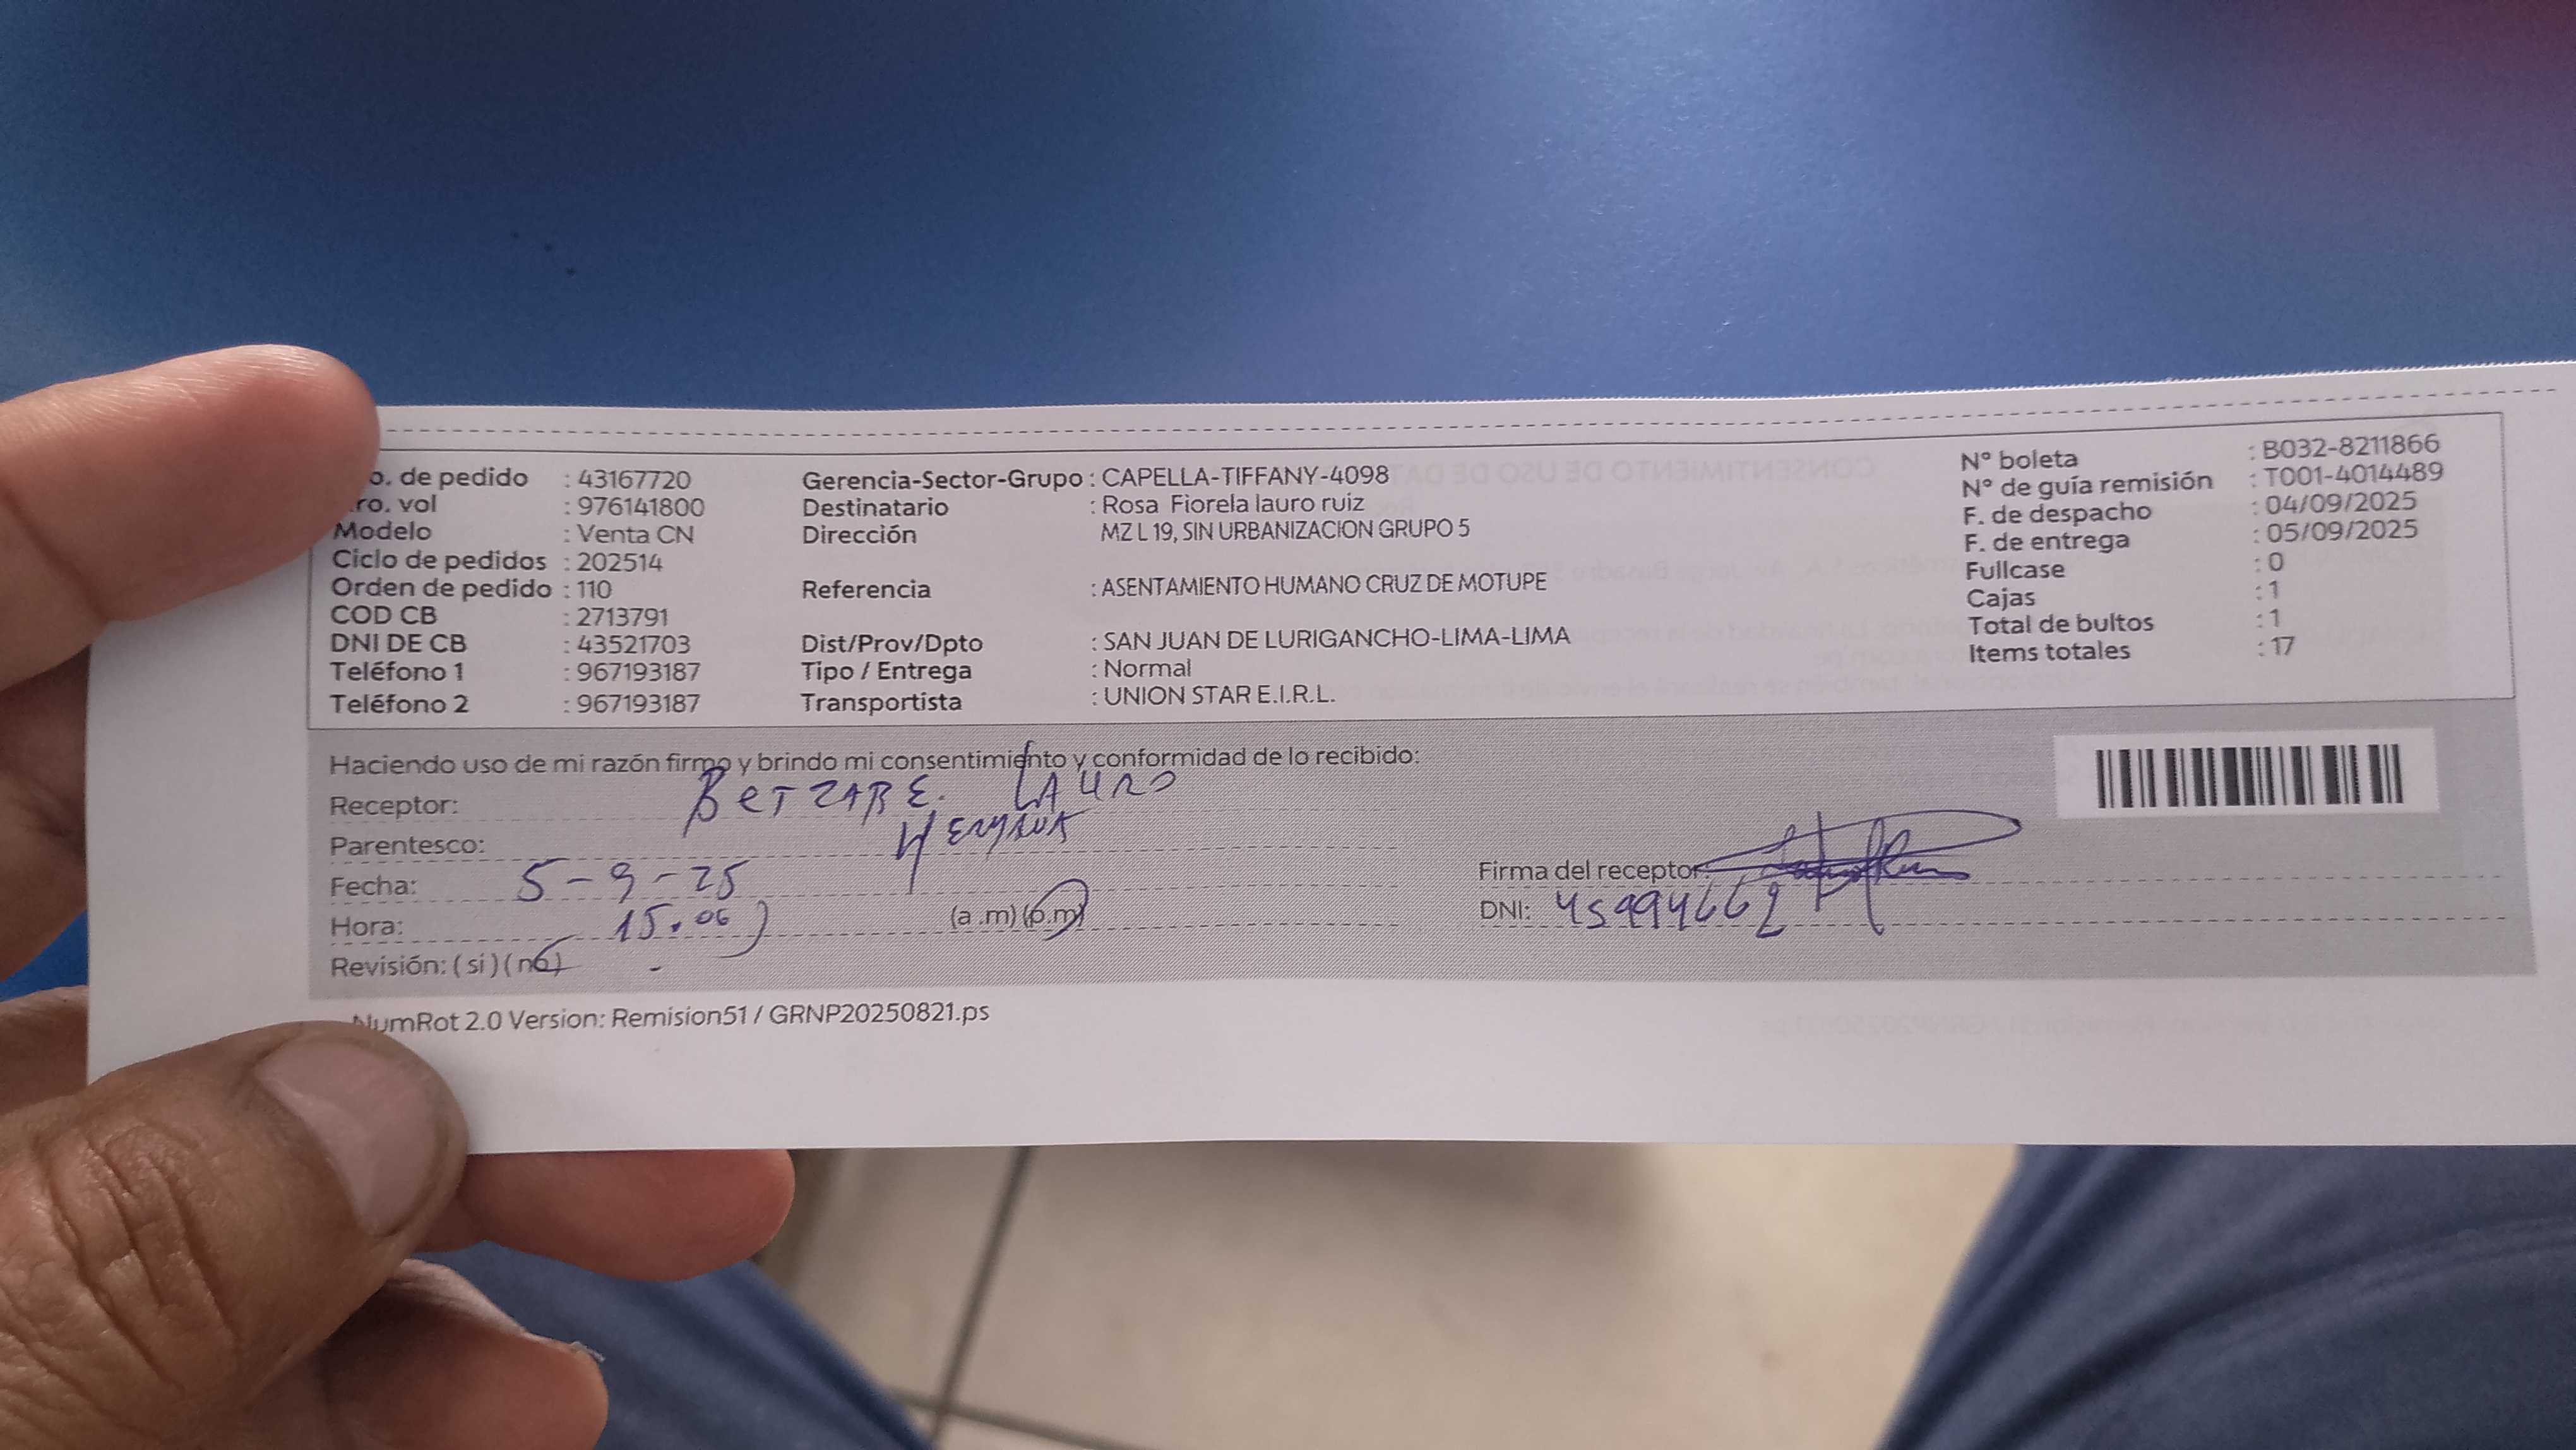 o. de pedido : 43167720
ro. vol : 976141800
Modelo : Venta CN
Ciclo de pedidos : 202514
Orden de pedido : 110
COD CB : 2713791
DNI DE CB : 43521703
Teléfono 1 : 967193187
Teléfono 2 : 967193187
Gerencia-Sector-Grupo : CAPELLA-TIFFANY-4098
Destinatario : Rosa Fiorela lauro ruiz
Dirección MZ L 19, SIN URBANIZACION GRUPO 5
Referencia : ASENTAMIENTO HUMANO CRUZ DE MOTUPE
Dist/Prov/Dpto : SAN JUAN DE LURIGANCHO-LIMA-LIMA
Tipo / Entrega : Normal
Transportista : UNION STAR E.I.R.L.
N° boleta : B032-8211866
N° de guía remisión : T001-4014489
F. de despacho : 04/09/2025
F. de entrega : 05/09/2025
Fullcase : 0
Cajas : 1
Total de bultos : 1
Items totales : 17
Haciendo uso de mi razón firmo y brindo mi consentimiento y conformidad de lo recibido:
Receptor: BETZABE. LAURO
Parentesco: HERMANA
Fecha: 5-9-25
Hora: 15.06 (a.m) (p.m)
Revisión: (si) (no)
Firma del receptor:
DNI: 45994662
NumRot 2.0 Version: Remision51 / GRNP20250821.ps